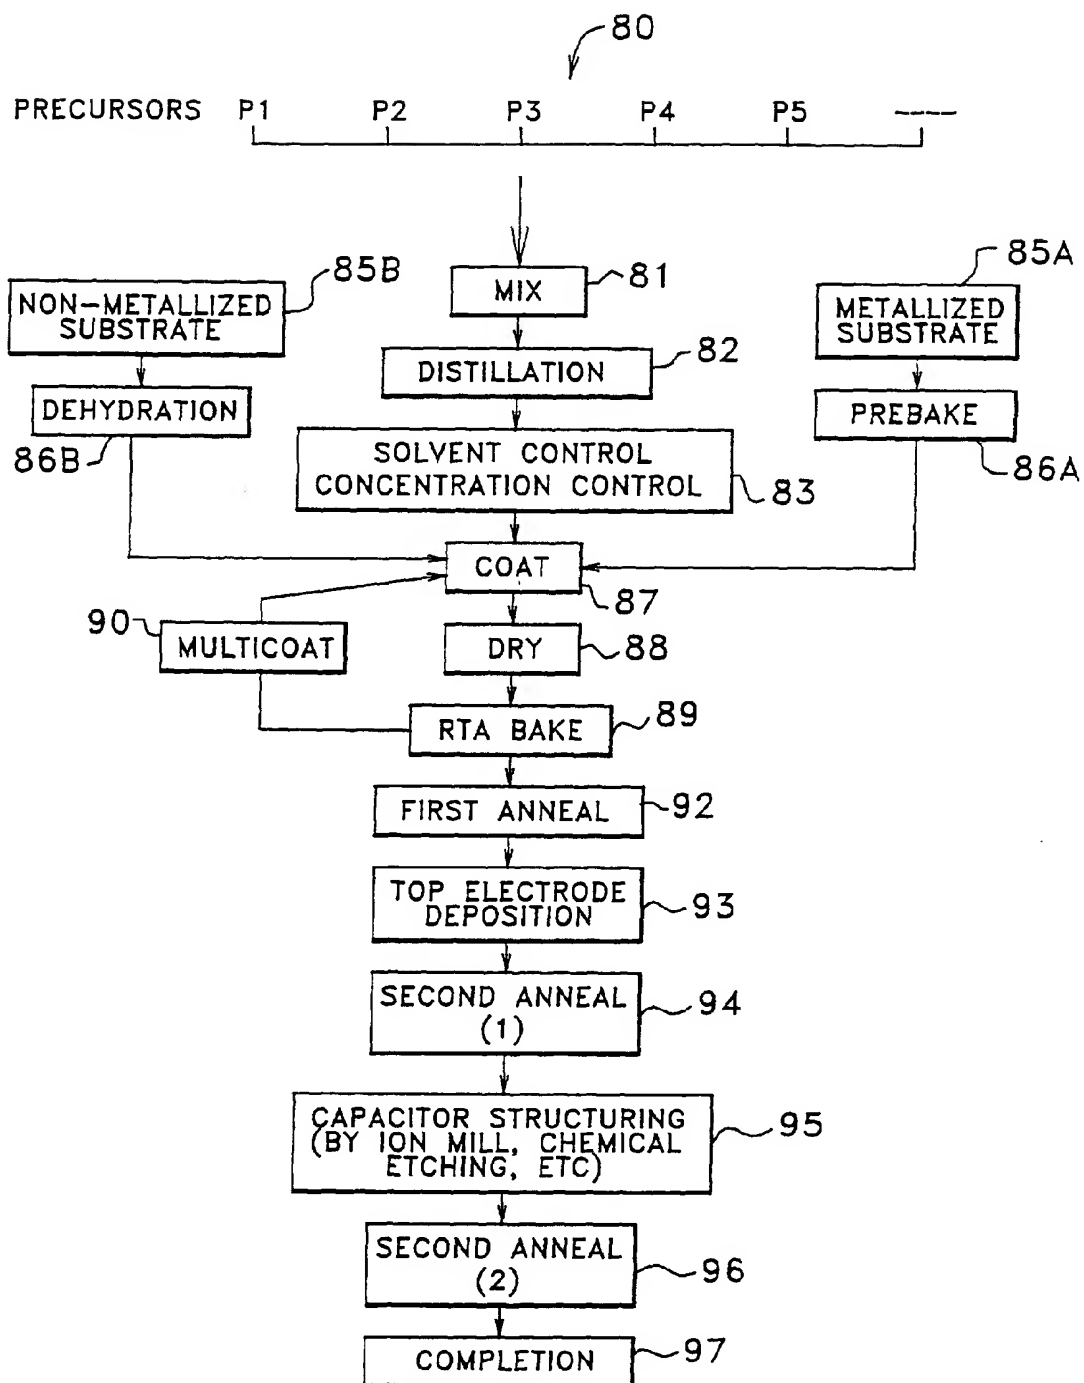 80
PRECURSORS P1 P2 P3 P4 P5 ----
85B
NON-METALLIZED
SUBSTRATE
81
MIX
85A
METALLIZED
SUBSTRATE
82
DISTILLATION
DEHYDRATION
86B
PREBAKE
86A
SOLVENT CONTROL
CONCENTRATION CONTROL
83
COAT
87
90
MULTICOAT
DRY
88
RTA BAKE
89
FIRST ANNEAL
92
TOP ELECTRODE
DEPOSITION
93
SECOND ANNEAL
(1)
94
CAPACITOR STRUCTURING
(BY ION MILL, CHEMICAL
ETCHING, ETC)
95
SECOND ANNEAL
(2)
96
COMPLETION
97